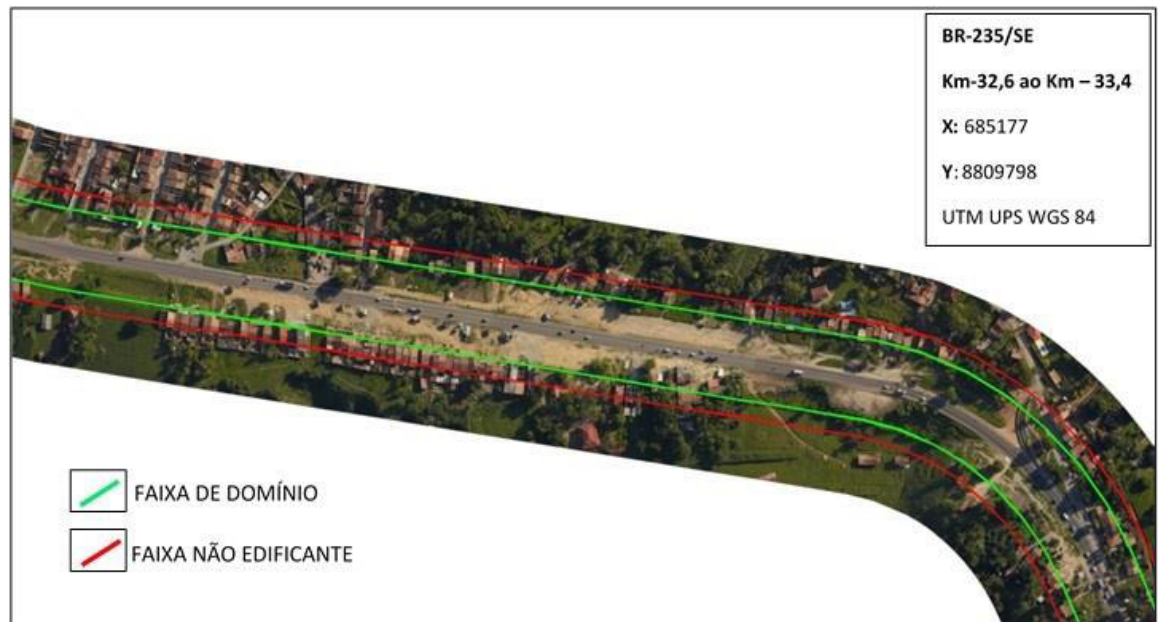 BR-235/SE
Km-32,6 ao Km – 33,4
X: 685177
Y: 8809798
UTM UPS WGS 84
FAIXA DE DOMÍNIO
FAIXA NÃO EDIFICANTE